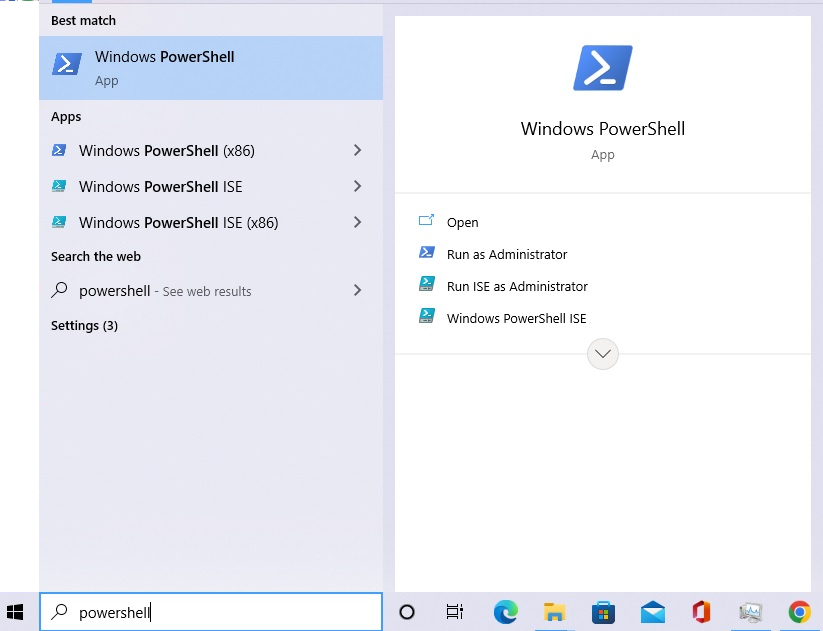 Best match
Windows PowerShell
App
Apps
Windows PowerShell (x86)
Windows PowerShell ISE
Windows PowerShell ISE (x86)
Search the web
powershell - See web results
Settings (3)
Windows PowerShell
App
Open
Run as Administrator
Run ISE as Administrator
Windows PowerShell ISE
powershell